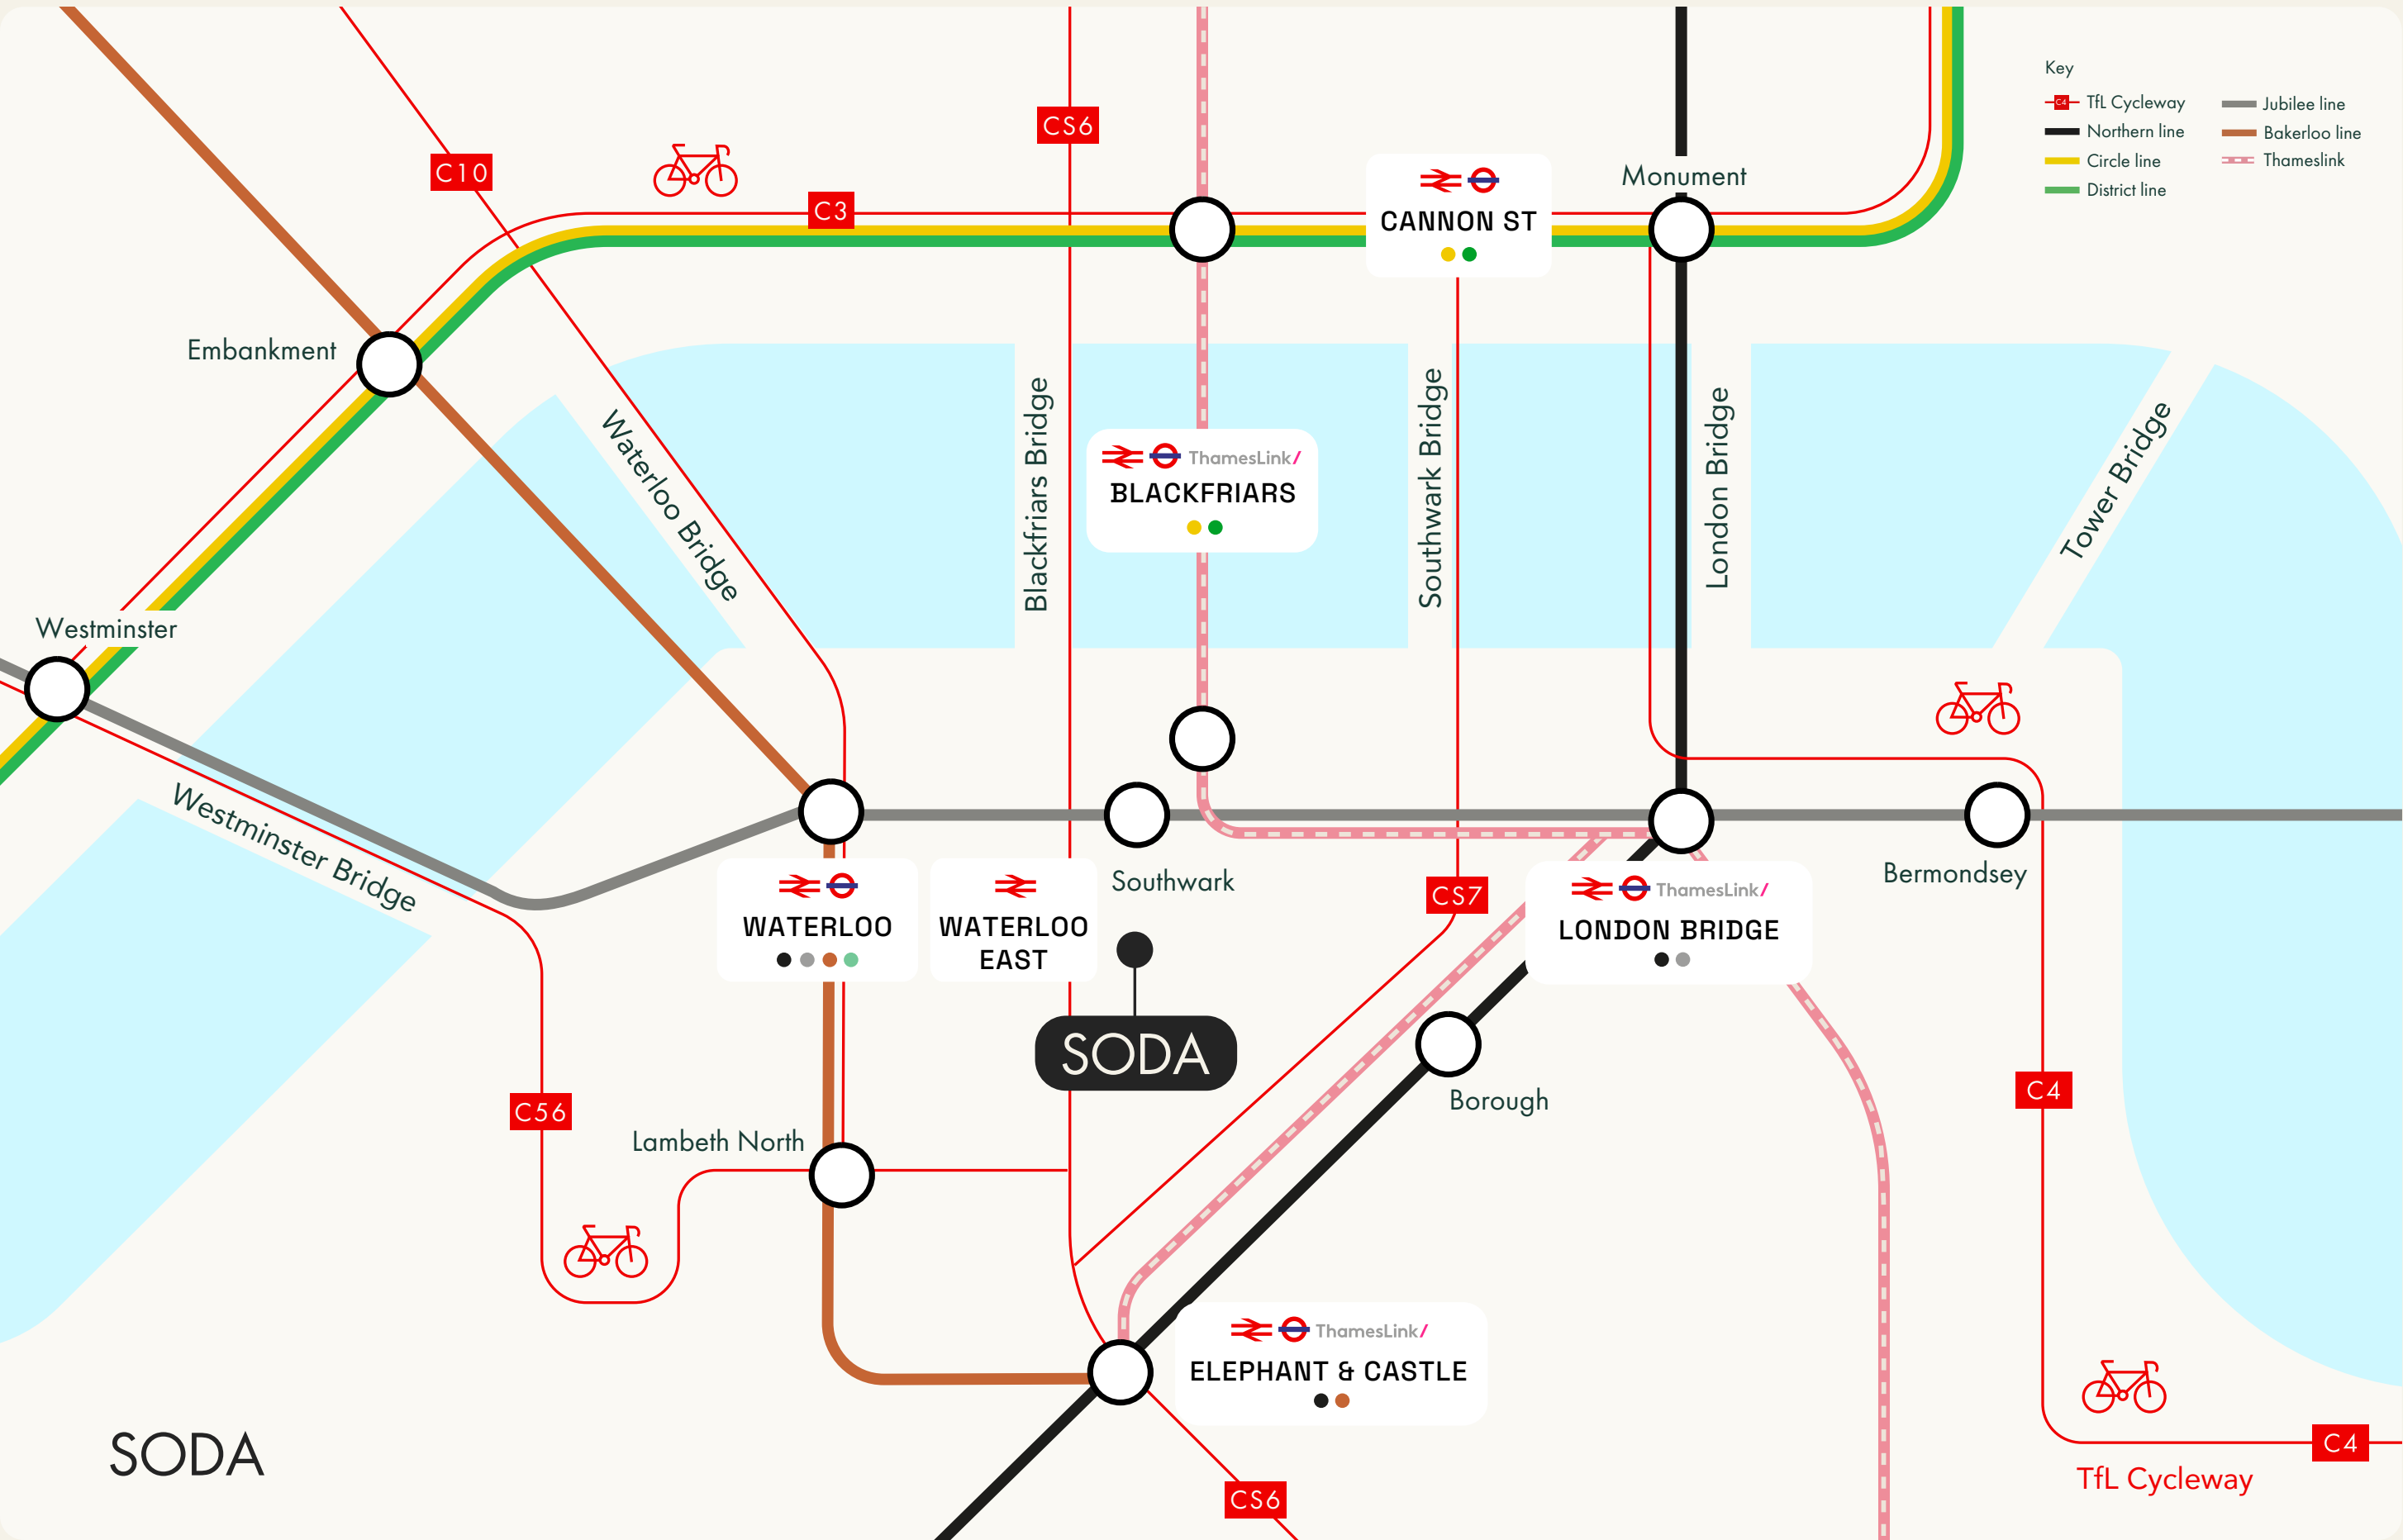 Key
C4 TfL Cycleway
Northern line
Circle line
District line
Jubilee line
Bakerloo line
Thameslink
CS6
C10
C3
CANNON ST
Monument
Embankment
Waterloo Bridge
Blackfriars Bridge
ThamesLink/
BLACKFRIARS
Southwark Bridge
London Bridge
Tower Bridge
Westminster
Westminster Bridge
WATERLOO
WATERLOO
EAST
Southwark
CS7
ThamesLink/
LONDON BRIDGE
Bermondsey
SODA
Borough
C4
C56
Lambeth North
ThamesLink/
ELEPHANT & CASTLE
SODA
CS6
C4
TfL Cycleway